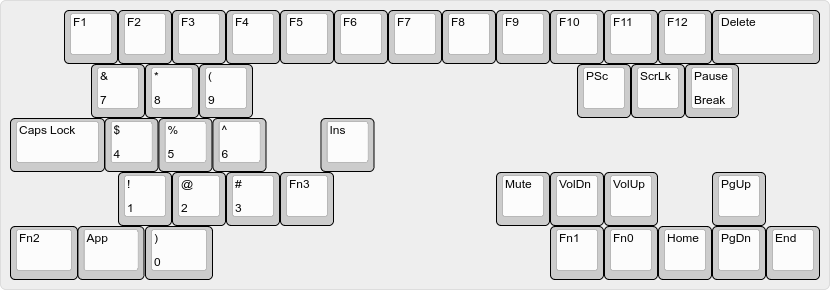 F1 F2 F3 F4 F5 F6 F7 F8 F9 F10 F11 F12 Delete
& * ( PSc ScrLk Pause
7 8 9 Break
Caps Lock $ % ^ Ins
4 5 6
! @ # Fn3 Mute VolDn VolUp PgUp
1 2 3
Fn2 App ) Fn1 Fn0 Home PgDn End
0